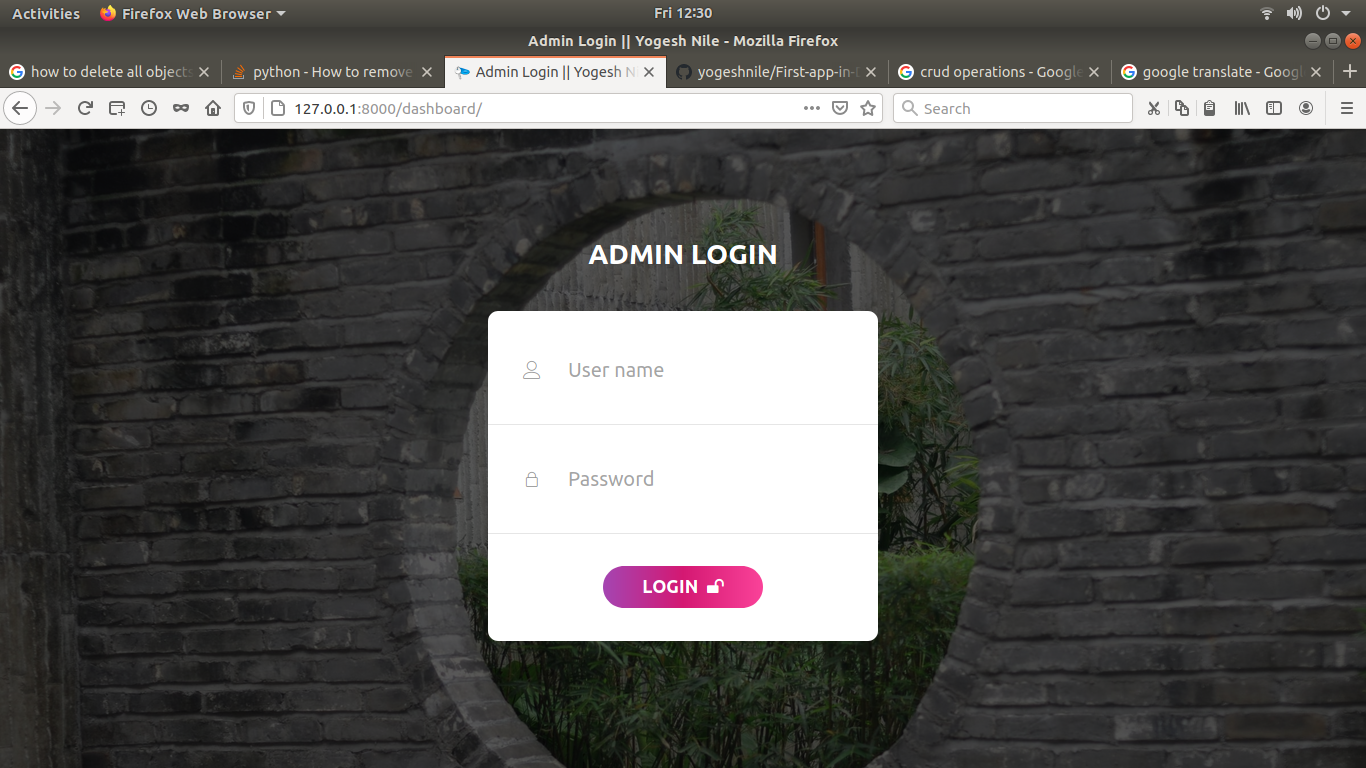 Activities Firefox Web Browser Fri 12:30
Admin Login || Yogesh Nile - Mozilla Firefox
how to delete all objects python - How to remove Admin Login || Yogesh N yogeshnile/First-app-in- crud operations - Google google translate - Googl
127.0.0.1:8000/dashboard/ Search
ADMIN LOGIN
User name
Password
LOGIN